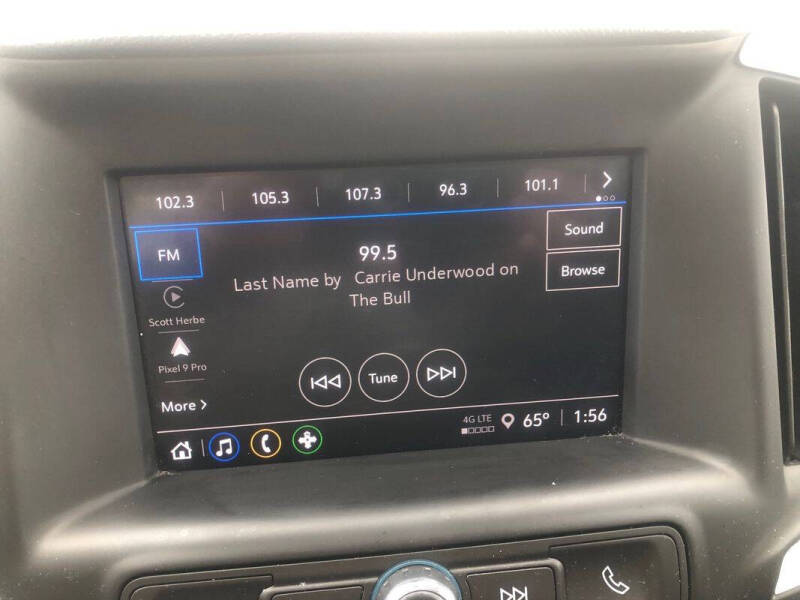 102.3 105.3 107.3 96.3 101.1
FM
99.5
Sound
Last Name by Carrie Underwood on
The Bull
Browse
Scott Herbe
Pixel 9 Pro
Tune
More
4G LTE
65° 1:56